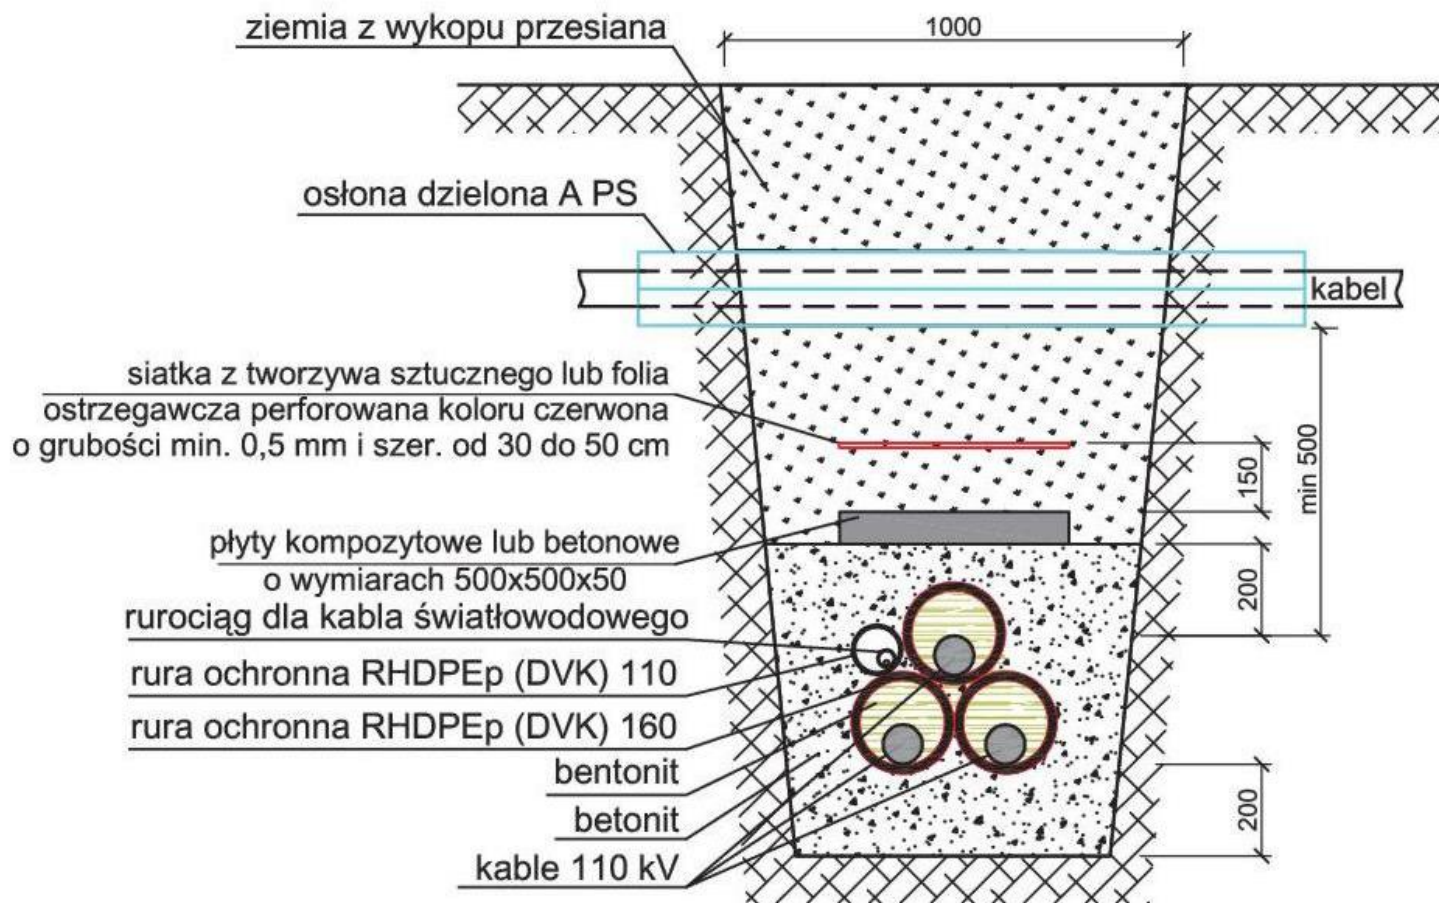 ziemia z wykopu przesiana
1000
osłona dzielona A PS
kabel
siatka z tworzywa sztucznego lub folia
ostrzegawcza perforowana koloru czerwona
o grubości min. 0,5 mm i szer. od 30 do 50 cm
150
min 500
płyty kompozytowe lub betonowe
o wymiarach 500x500x50
200
rurociąg dla kabla światłowodowego
rura ochronna RHDPEp (DVK) 110
rura ochronna RHDPEp (DVK) 160
bentonit
betonit
200
kable 110 kV